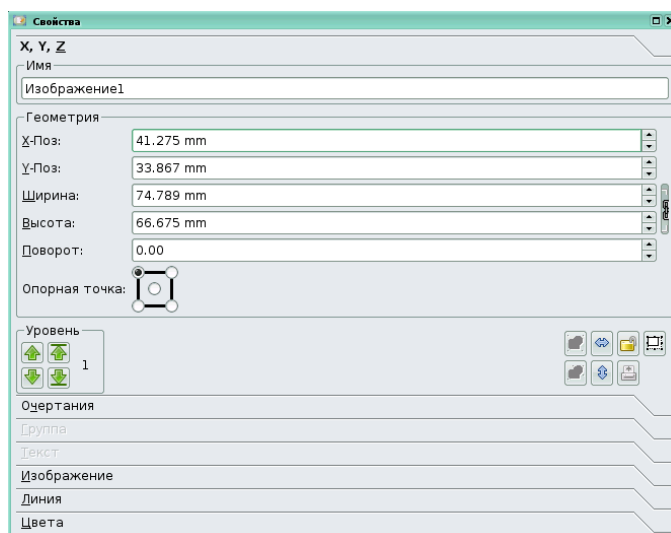 Свойства
X, Y, Z
Имя
Изображение1
Геометрия
X-Поз: 41.275 mm
Y-Поз: 33.867 mm
Ширина: 74.789 mm
Высота: 66.675 mm
Поворот: 0.00
Опорная точка:
Уровень
1
Очертания
Группа
Текст
Изображение
Линия
Цвета